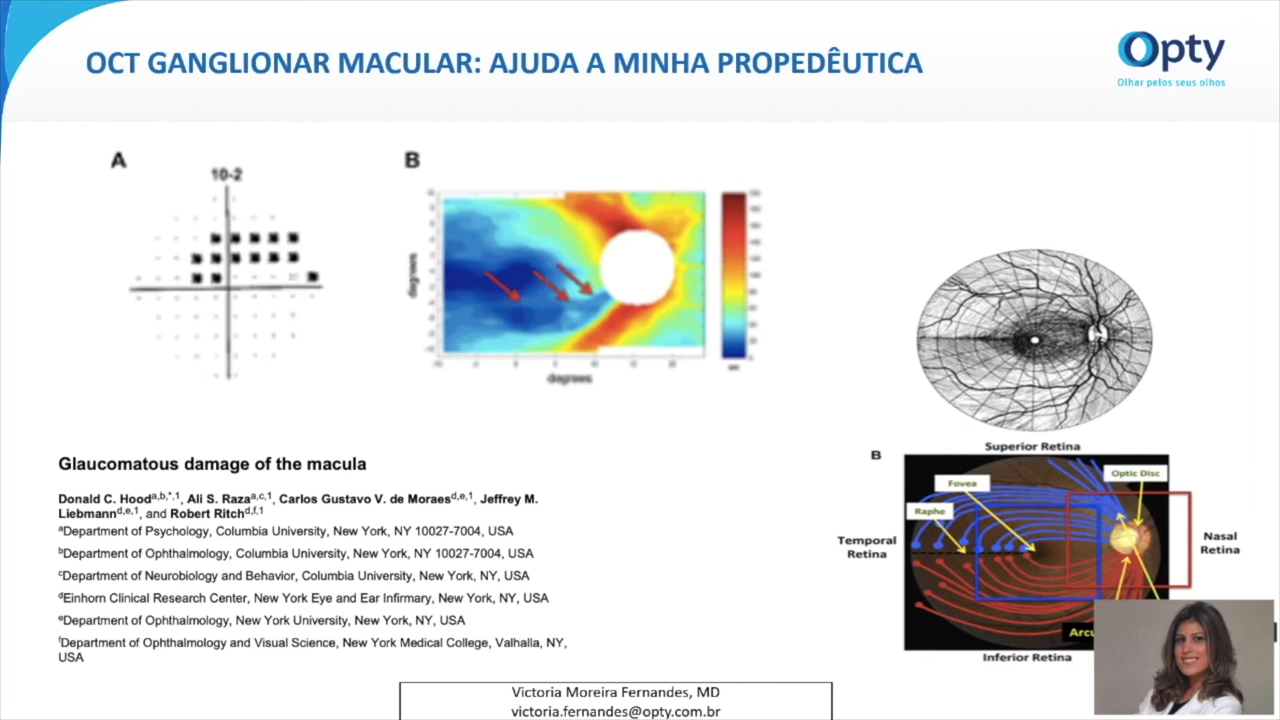 OCT GANGLIONAR MACULAR: AJUDA A MINHA PROPEDÊUTICA
Opty
Olhar pelos seus olhos
A
10-2
B
degrees
degrees
Glaucomatous damage of the macula
Donald C. Hooda,b,*,1, Ali S. Razaa,c,1, Carlos Gustavo V. de Moraesd,e,1, Jeffrey M.
Liebmannd,e,1, and Robert Ritchd,f,1
aDepartment of Psychology, Columbia University, New York, NY 10027-7004, USA
bDepartment of Ophthalmology, Columbia University, New York, NY 10027-7004, USA
cDepartment of Neurobiology and Behavior, Columbia University, New York, NY, USA
dEinhorn Clinical Research Center, New York Eye and Ear Infirmary, New York, NY, USA
eDepartment of Ophthalmology, New York University, New York, NY, USA
fDepartment of Ophthalmology and Visual Science, New York Medical College, Valhalla, NY,
USA
Superior Retina
B
Optic Disc
Fovea
Raphe
Temporal
Retina
Nasal
Retina
Arcu
Inferior Retina
Victoria Moreira Fernandes, MD
victoria.fernandes@opty.com.br